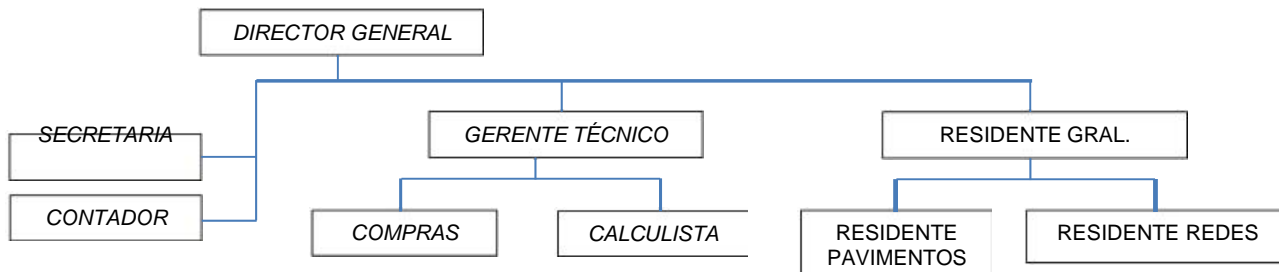 DIRECTOR GENERAL
SECRETARIA
GERENTE TÉCNICO
RESIDENTE GRAL.
CONTADOR
COMPRAS
CALCULISTA
RESIDENTE
PAVIMENTOS
RESIDENTE REDES